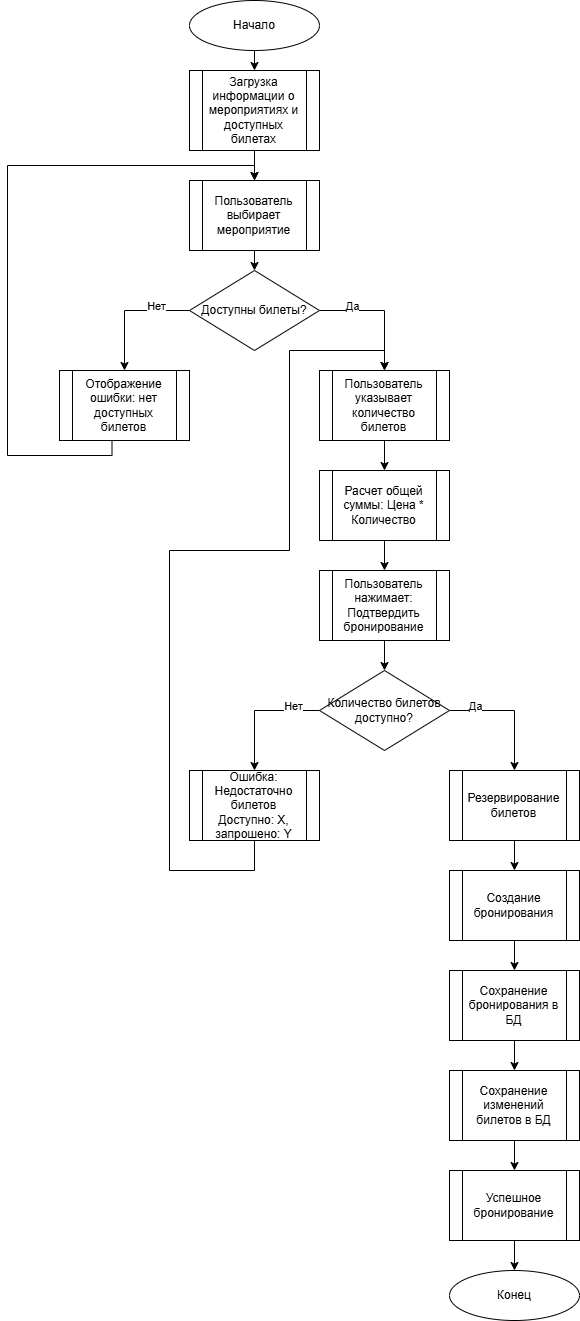 Начало
Загрузка
информации о
мероприятиях и
доступных
билетах
Пользователь
выбирает
мероприятие
Доступны билеты?
Нет
Да
Отображение
ошибки: нет
доступных
билетов
Пользователь
указывает
количество
билетов
Расчет общей
суммы: Цена *
Количество
Пользователь
нажимает:
Подтвердить
бронирование
Количество билетов
доступно?
Нет
Да
Ошибка:
Недостаточно
билетов
Доступно: X,
запрошено: Y
Резервирование
билетов
Создание
бронирования
Сохранение
бронирования в
БД
Сохранение
изменений
билетов в БД
Успешное
бронирование
Конец